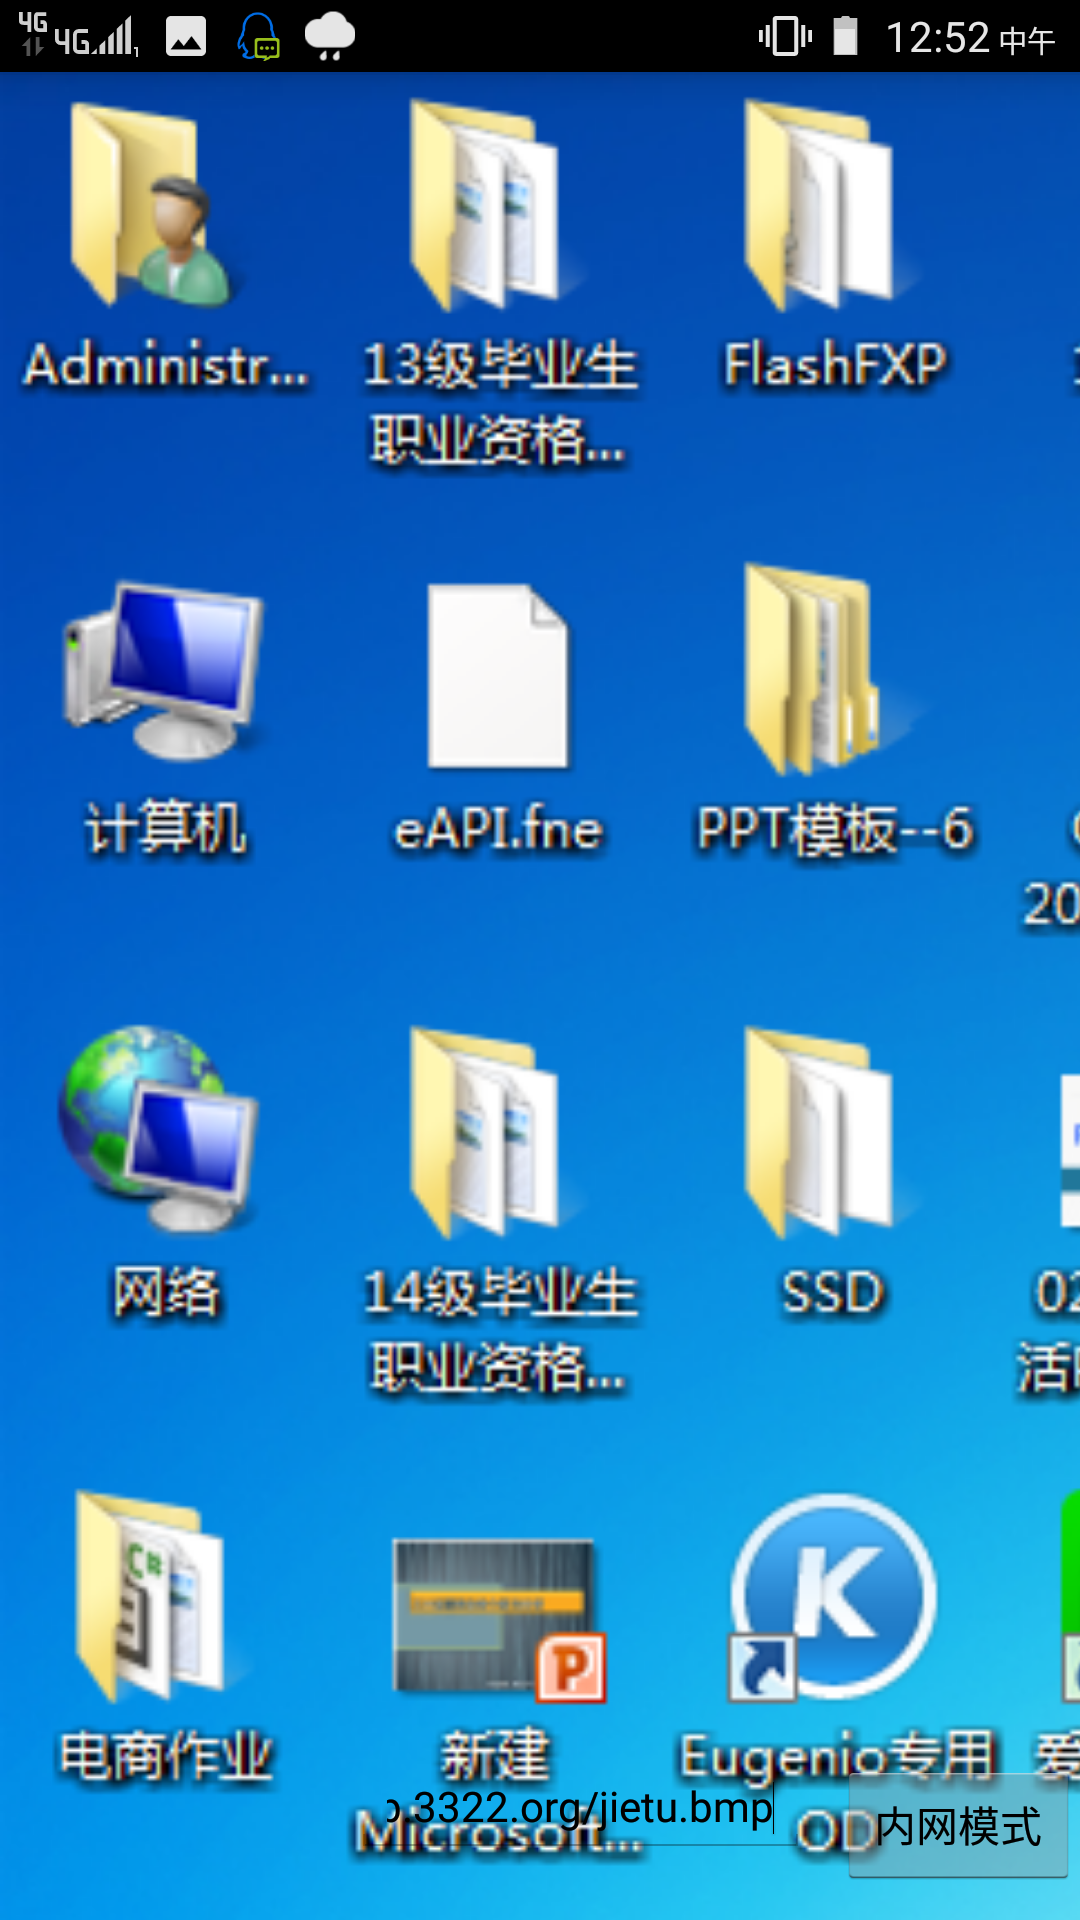 4G 4G 1 12:52 中午
Administr...
13级毕业生
职业资格...
FlashFXP
计算机
eAPI.fne
PPT模板--6
20
网络
14级毕业生
职业资格...
SSD
02
活
电商作业
新建
Microsoft...
Eugenio专用
OD
爱
.3322.org/jietu.bmp
内网模式